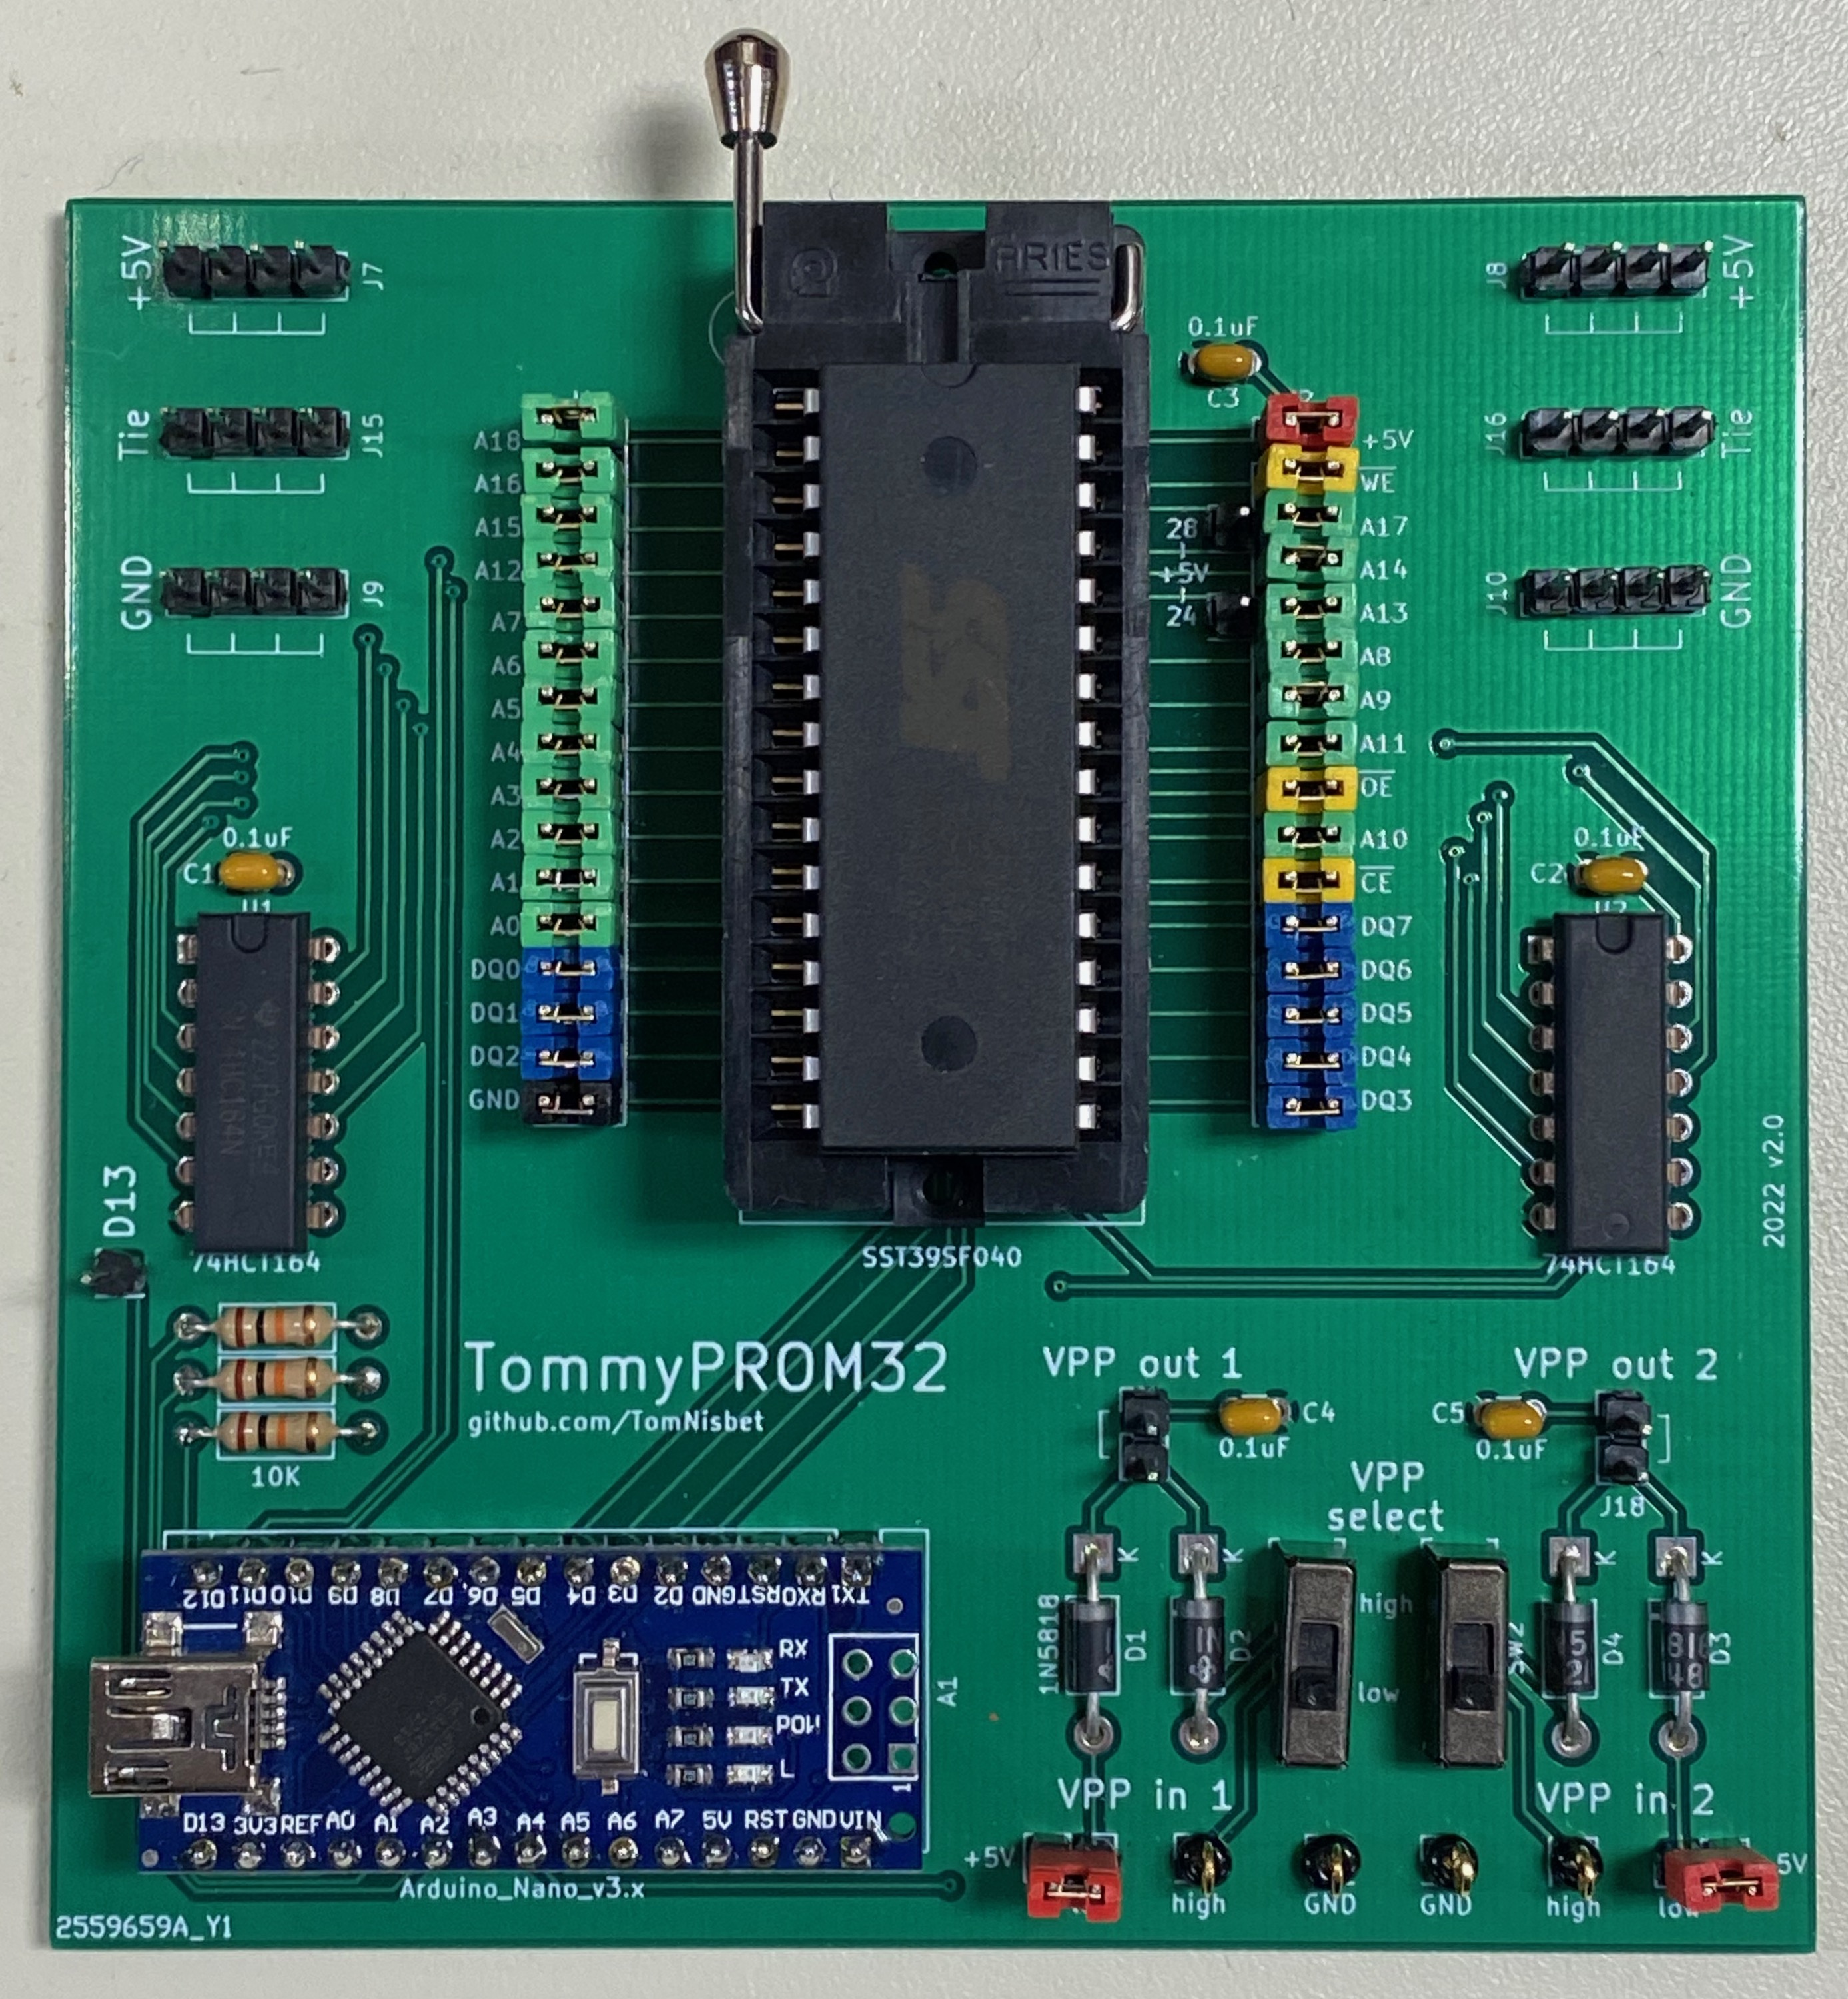 +5V
J7
ARIES
J8
+5V
0.1uF
C3
Tie
J15
J16
Tie
GND
J9
J10
GND
A18
A16
A15
A12
A7
A6
A5
A4
A3
A2
A1
A0
DQ0
DQ1
DQ2
GND
28
+5V
24
+5V
WE
A17
A14
A13
A8
A9
A11
OE
A10
CE
DQ7
DQ6
DQ5
DQ4
DQ3
0.1uF
C1
U1
74HCT164
0.1uF
C2
U2
74HCT164
D13
SST39SF040
2022 v2.0
10K
TommyPROM32
github.com/TomNisbet
VPP out 1
C4
0.1uF
VPP out 2
C5
0.1uF
J18
VPP
select
high
low
SW2
K
K
K
K
1N5818
D1
D2
D4
D3
D12 D11 D10 D9 D8 D7 D6 D5 D4 D3 D2 GND RST RX0 TX1
RX
TX
POW
L
1
A1
D13 3V3 REF A0 A1 A2 A3 A4 A5 A6 A7 5V RST GND VIN
Arduino_Nano_v3.x
VPP in 1
VPP in 2
+5V
high
GND
GND
high
low
5V
2559659A_Y1